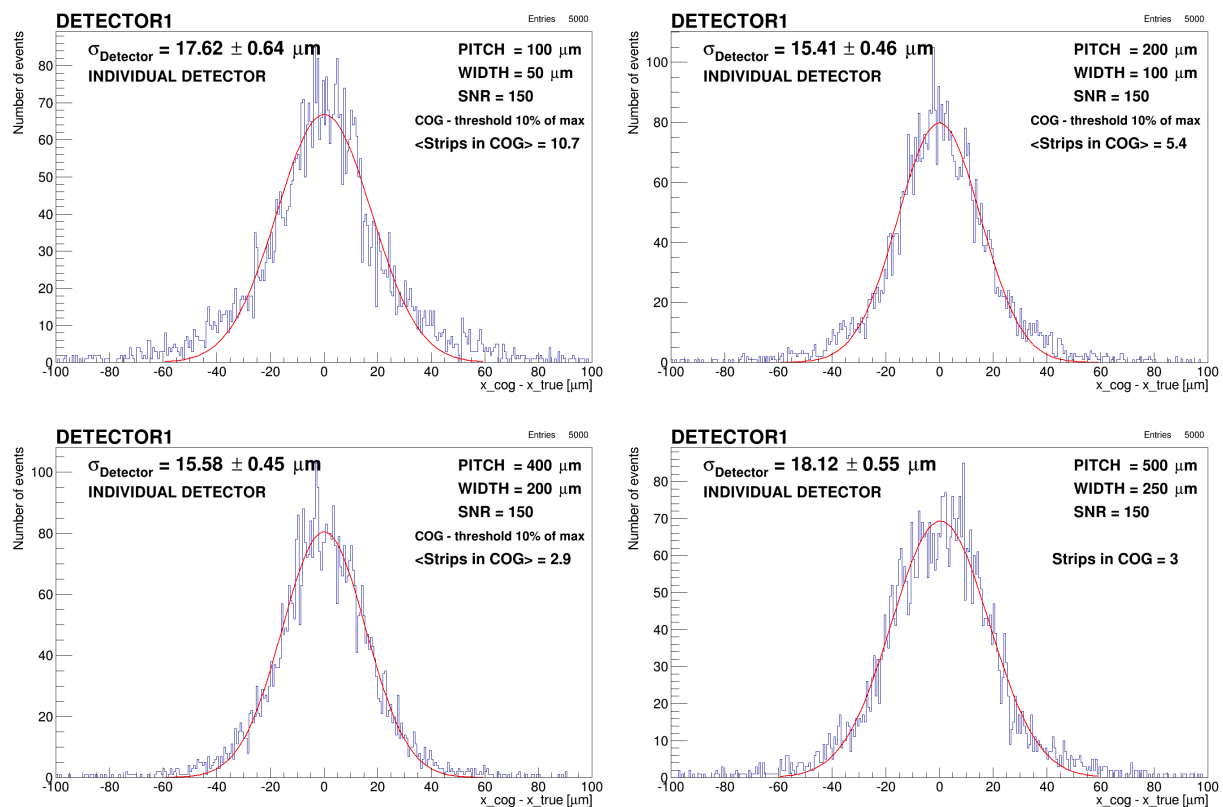 DETECTOR1
Entries 5000
σDetector = 17.62 ± 0.64 μm
INDIVIDUAL DETECTOR
PITCH = 100 μm
WIDTH = 50 μm
SNR = 150
COG - threshold 10% of max
<Strips in COG> = 10.7
Number of events
80
70
60
50
40
30
20
10
0
-100 -80 -60 -40 -20 0 20 40 60 80 100
x_cog - x_true [μm]
DETECTOR1
Entries 5000
σDetector = 15.41 ± 0.46 μm
INDIVIDUAL DETECTOR
PITCH = 200 μm
WIDTH = 100 μm
SNR = 150
COG - threshold 10% of max
<Strips in COG> = 5.4
Number of events
100
80
60
40
20
0
-100 -80 -60 -40 -20 0 20 40 60 80 100
x_cog - x_true [μm]
DETECTOR1
Entries 5000
σDetector = 15.58 ± 0.45 μm
INDIVIDUAL DETECTOR
PITCH = 400 μm
WIDTH = 200 μm
SNR = 150
COG - threshold 10% of max
<Strips in COG> = 2.9
Number of events
100
80
60
40
20
0
-100 -80 -60 -40 -20 0 20 40 60 80 100
x_cog - x_true [μm]
DETECTOR1
Entries 5000
σDetector = 18.12 ± 0.55 μm
INDIVIDUAL DETECTOR
PITCH = 500 μm
WIDTH = 250 μm
SNR = 150
Strips in COG = 3
Number of events
80
70
60
50
40
30
20
10
0
-100 -80 -60 -40 -20 0 20 40 60 80 100
x_cog - x_true [μm]